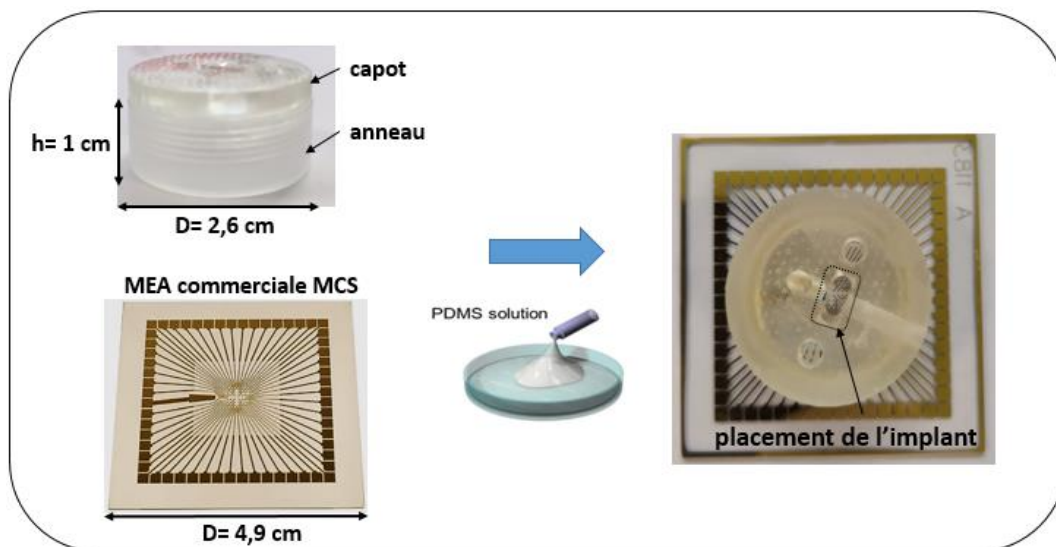 capot
anneau
h= 1 cm
D= 2,6 cm
MEA commerciale MCS
D= 4,9 cm
PDMS solution
placement de l’implant